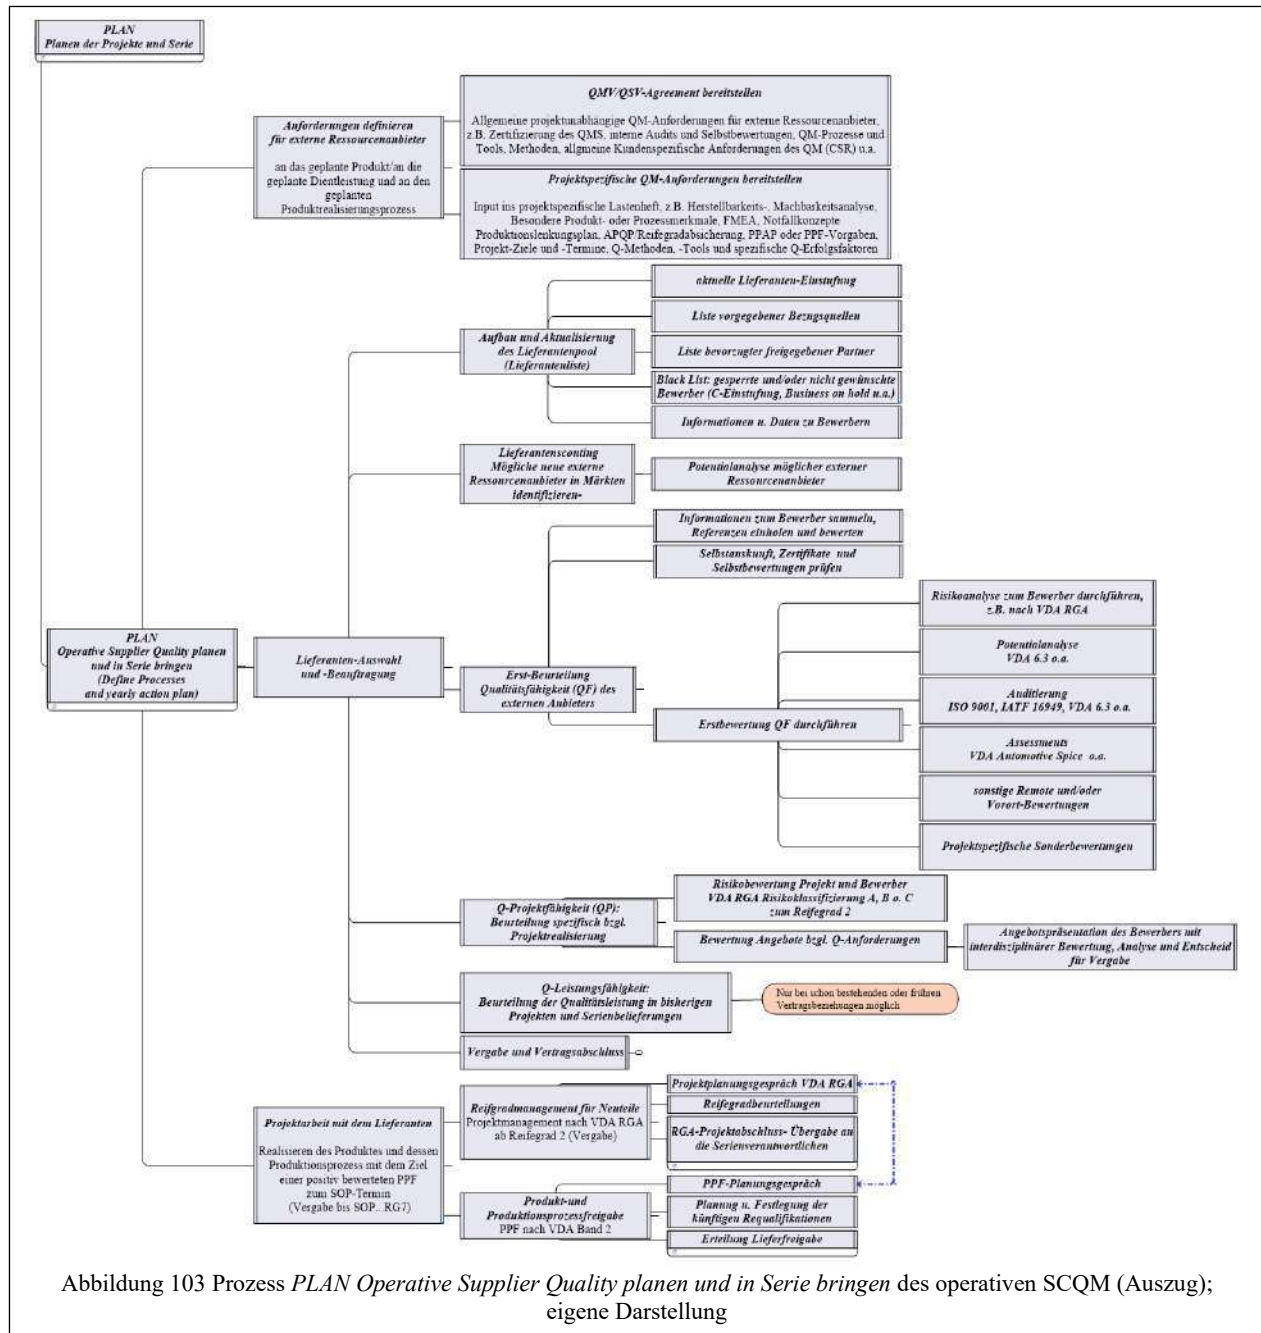 PLAN
Planen der Projekte und Serie
Anforderungen definieren
für externe Ressourcenanbieter
an das geplante Produkt/an die
geplante Dientleistung und an den
geplanten
Produktrealisierungsprozess
QMV/QSV-Agreement bereitstellen
Allgemeine projektunabhängige QM-Anforderungen für externe Ressourcenanbieter,
z.B. Zertifizierung des QMS, interne Audits und Selbstbewertungen, QM-Prozesse und
Tools, Methoden, allgmeine Kundenspezifische Anforderungen des QM (CSR) u.a.
Projektspezifische QM-Anforderungen bereitstellen
Input ins projektspezifische Lastenheft, z.B. Herstellbarkeits-, Machbarkeitsanalyse,
Besondere Produkt- oder Prozessmerkmale, FMEA, Notfallkonzepte
Produktionslenkungsplan, APQP/Reifegradabsicherung, PPAP oder PPF-Vorgaben,
Projekt-Ziele und -Termine, Q-Methoden, -Tools und spezifische Q-Erfolgsfaktoren
PLAN
Operative Supplier Quality planen
und in Serie bringen
(Define Processes
and yearly action plan)
Lieferanten-Auswahl
und -Beauftragung
Aufbau und Aktualisierung
des Lieferantenpool
(Lieferantenliste)
aktuelle Lieferanten-Einstufung
Liste vorgegebener Bezugsquellen
Liste bevorzugter freigegebener Partner
Black List: gesperrte und/oder nicht gewünschte
Bewerber (C-Einstufung, Business on hold u.a.)
Informationen u. Daten zu Bewerbern
Lieferantenscouting
Mögliche neue externe
Ressourcenanbieter in Märkten
identifizieren-
Potentialanalyse möglicher externer
Ressourcenanbieter
Erst-Beurteilung
Qualitätsfähigkeit (QF) des
externen Anbieters
Informationen zum Bewerber sammeln,
Referenzen einholen und bewerten
Selbstauskunft, Zertifikate und
Selbstbewertungen prüfen
Erstbewertung QF durchführen
Risikoanalyse zum Bewerber durchführen,
z.B. nach VDA RGA
Potentialanalyse
VDA 6.3 o.a.
Auditierung
ISO 9001, IATF 16949, VDA 6.3 o.a.
Assessments
VDA Automotive Spice o.a.
sonstige Remote und/oder
Vorort-Bewertungen
Projektspezifische Sonderbewertungen
Q-Projektfähigkeit (QP):
Beurteilung spezifisch bzgl.
Projektrealisierung
Risikobewertung Projekt und Bewerber
VDA RGA Risikoklassifizierung A, B o. C
zum Reifegrad 2
Bewertung Angebote bzgl. Q-Anforderungen
Angebotspräsentation des Bewerbers mit
interdisziplinärer Bewertung, Analyse und Entscheid
für Vergabe
Q-Leistungsfähigkeit:
Beurteilung der Qualitätsleistung in bisherigen
Projekten und Serienbelieferungen
Nur bei schon bestehenden oder frühren
Vertragsbeziehungen möglich
Vergabe und Vertragsabschluss
Projektarbeit mit dem Lieferanten
Realisieren des Produktes und dessen
Produktionsprozess mit dem Ziel
einer positiv bewerteten PPF
zum SOP-Termin
(Vergabe bis SOP...RG7)
Reifgradmanagement für Neuteile
Projektmanagement nach VDA RGA
ab Reifegrad 2 (Vergabe)
Projektplanungsgespräch VDA RGA
Reifegradbeurteilungen
RGA-Projektabschluss- Übergabe an
die Serienverantwortlichen
Produkt-und
Produktionsprozessfreigabe
PPF nach VDA Band 2
PPF-Planungsgespräch
Planung u. Festlegung der
künftigen Requalifikationen
Erteilung Lieferfreigabe
Abbildung 103 Prozess PLAN Operative Supplier Quality planen und in Serie bringen des operativen SCQM (Auszug);
eigene Darstellung